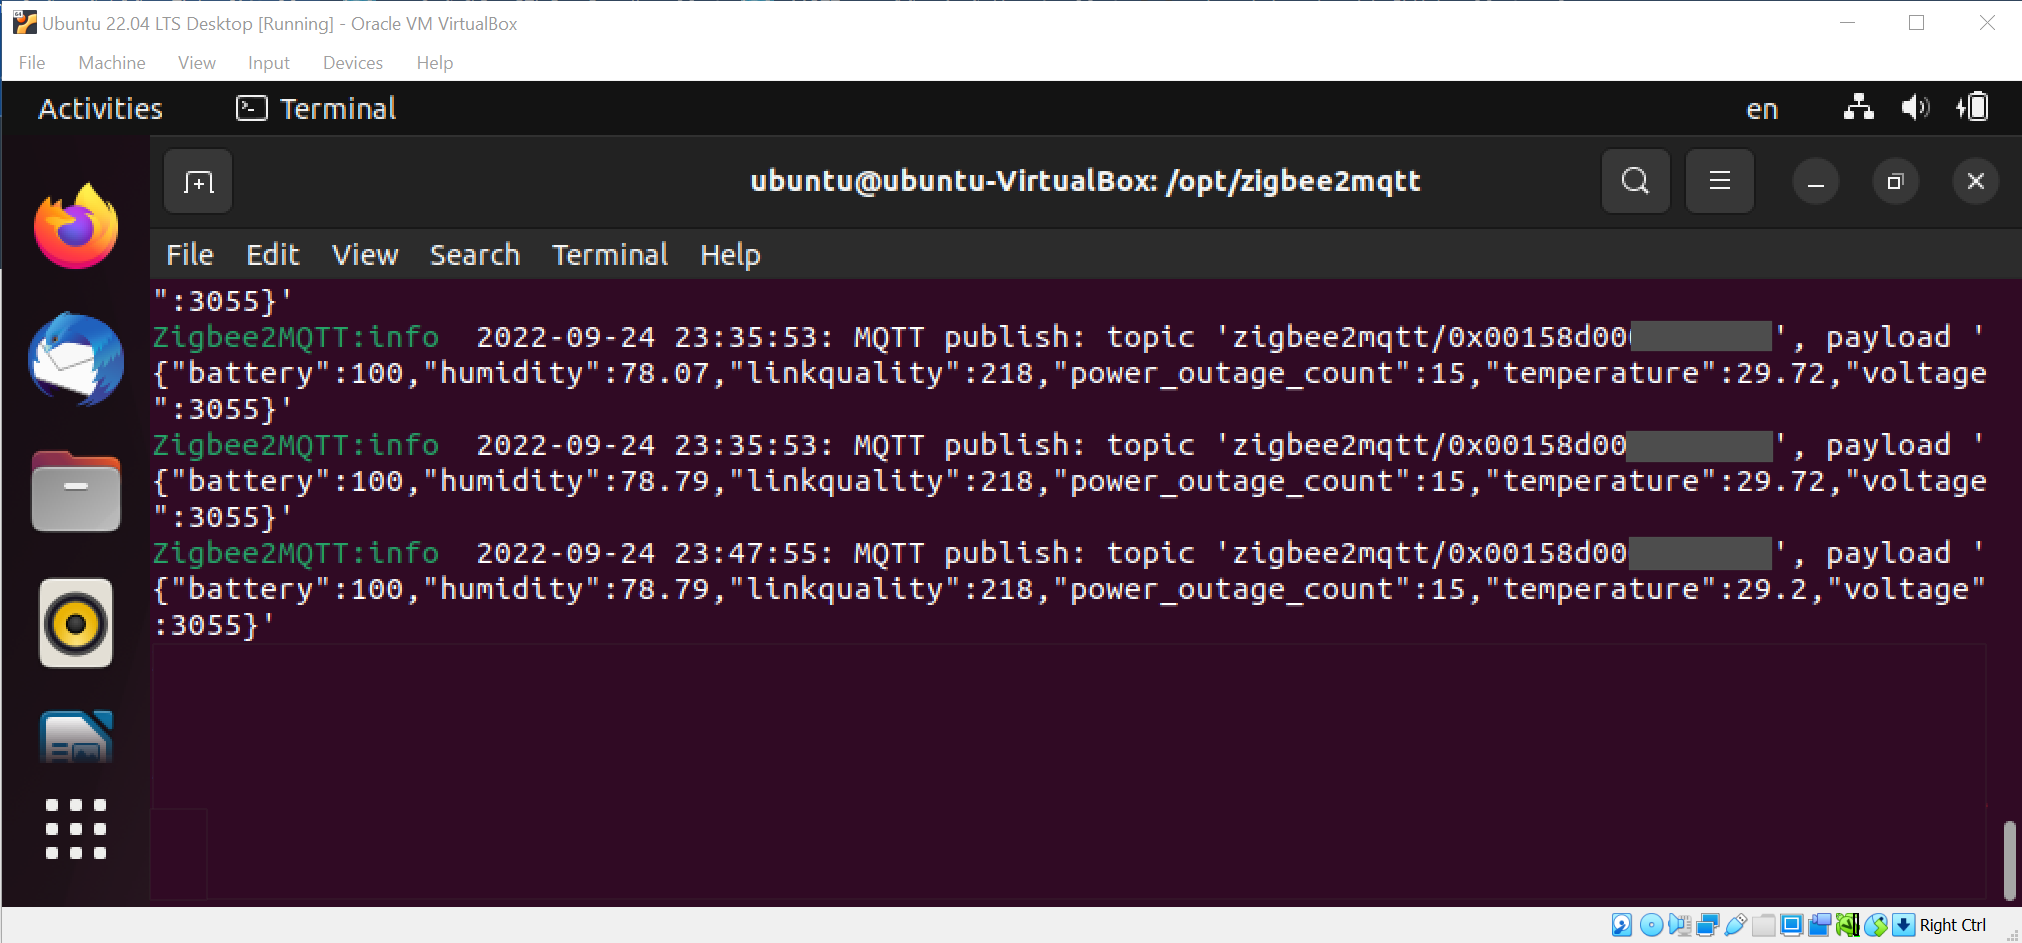 Ubuntu 22.04 LTS Desktop [Running] - Oracle VM VirtualBox
File Machine View Input Devices Help
Activities Terminal en
ubuntu@ubuntu-VirtualBox: /opt/zigbee2mqtt
File Edit View Search Terminal Help
":3055}'
Zigbee2MQTT:info  2022-09-24 23:35:53: MQTT publish: topic 'zigbee2mqtt/0x00158d00 ', payload '
{"battery":100,"humidity":78.07,"linkquality":218,"power_outage_count":15,"temperature":29.72,"voltage
":3055}'
Zigbee2MQTT:info  2022-09-24 23:35:53: MQTT publish: topic 'zigbee2mqtt/0x00158d00 ', payload '
{"battery":100,"humidity":78.79,"linkquality":218,"power_outage_count":15,"temperature":29.72,"voltage
":3055}'
Zigbee2MQTT:info  2022-09-24 23:47:55: MQTT publish: topic 'zigbee2mqtt/0x00158d00 ', payload '
{"battery":100,"humidity":78.79,"linkquality":218,"power_outage_count":15,"temperature":29.2,"voltage"
:3055}'
Right Ctrl